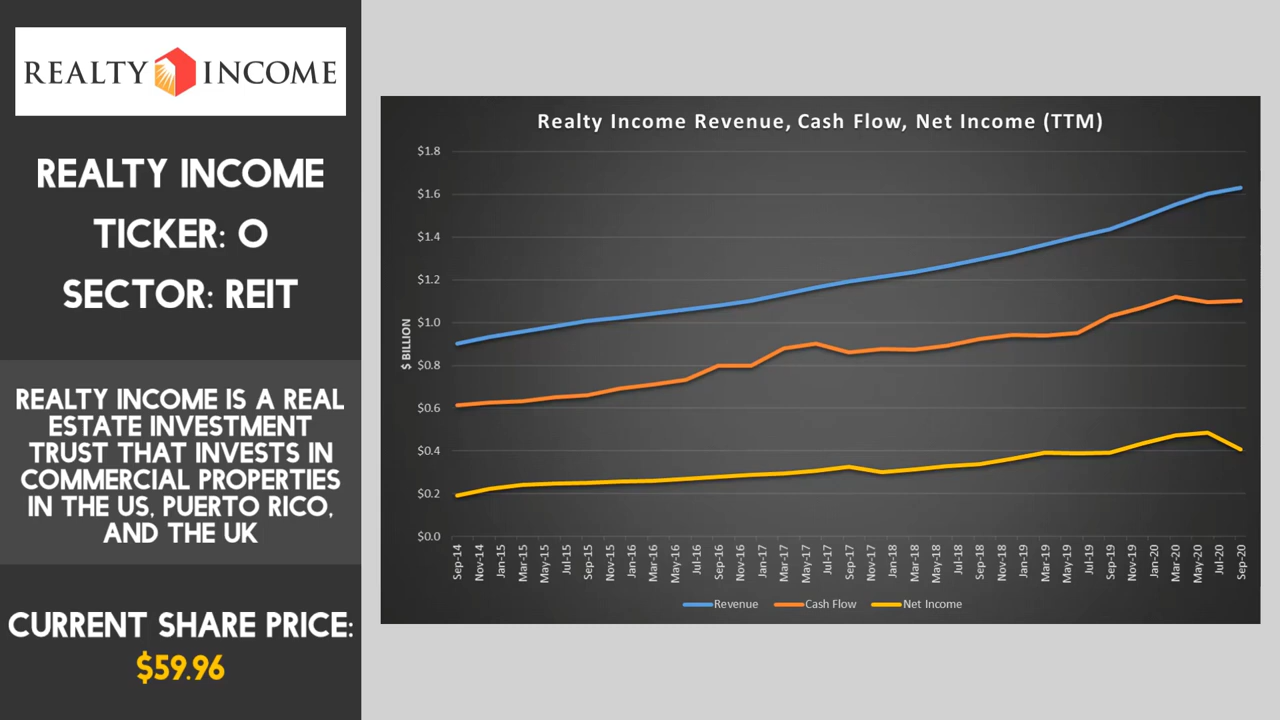 REALTY INCOME
REALTY INCOME
TICKER: O
SECTOR: REIT
REALTY INCOME IS A REAL
ESTATE INVESTMENT
TRUST THAT INVESTS IN
COMMERCIAL PROPERTIES
IN THE US, PUERTO RICO,
AND THE UK
CURRENT SHARE PRICE:
$59.96
Realty Income Revenue, Cash Flow, Net Income (TTM)
$ BILLION
$1.8
$1.6
$1.4
$1.2
$1.0
$0.8
$0.6
$0.4
$0.2
$0.0
Sep-14
Nov-14
Jan-15
Mar-15
May-15
Jul-15
Sep-15
Nov-15
Jan-16
Mar-16
May-16
Jul-16
Sep-16
Nov-16
Jan-17
Mar-17
May-17
Jul-17
Sep-17
Nov-17
Jan-18
Mar-18
May-18
Jul-18
Sep-18
Nov-18
Jan-19
Mar-19
May-19
Jul-19
Sep-19
Nov-19
Jan-20
Mar-20
May-20
Jul-20
Sep-20
Revenue
Cash Flow
Net Income